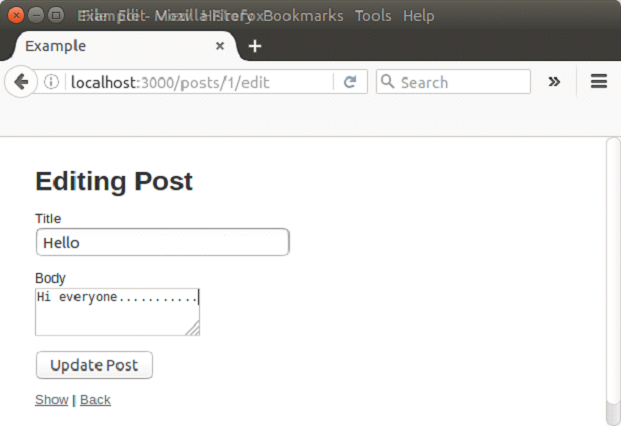 Example - Mozilla Firefox
File Edit View History Bookmarks Tools Help
Example
localhost:3000/posts/1/edit
Search
Editing Post
Title
Hello
Body
Hi everyone...........
Update Post
Show | Back